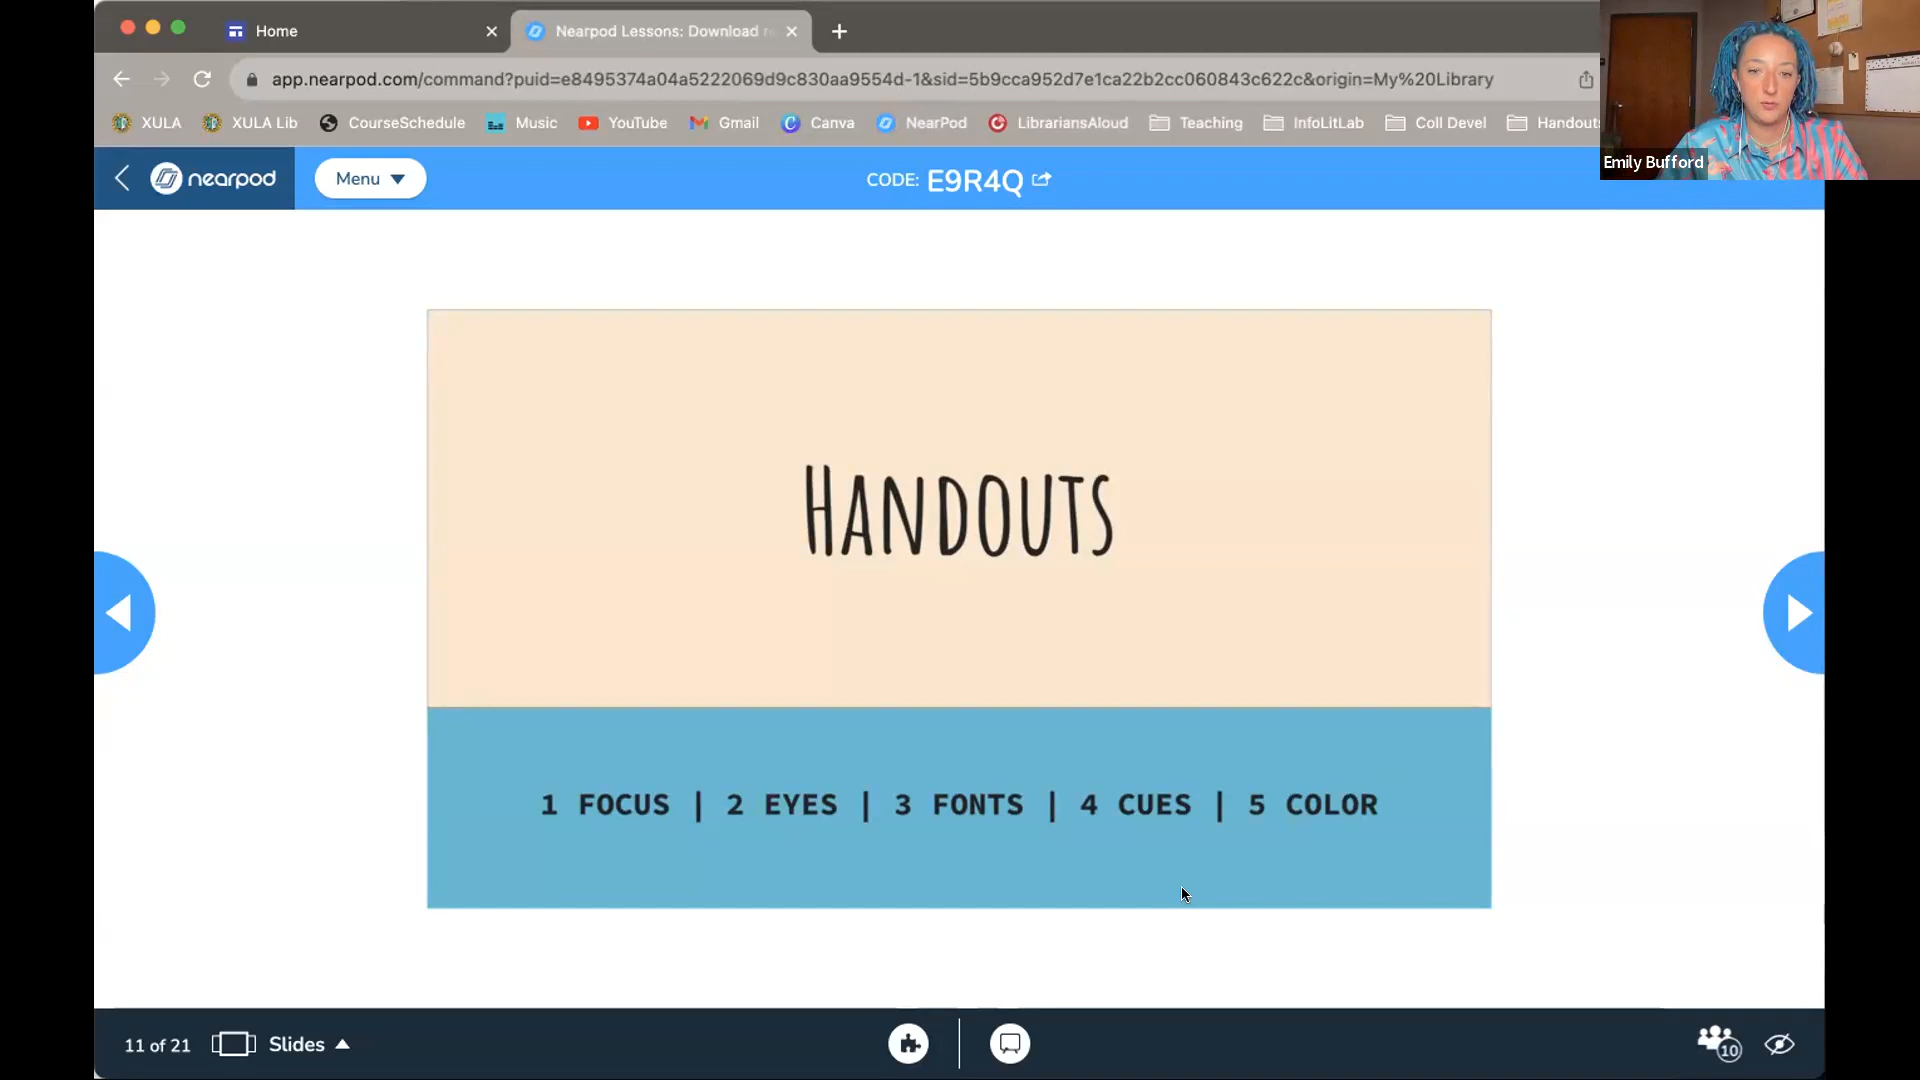 Home
Nearpod Lessons: Download r
app.nearpod.com/command?puid=e8495374a04a5222069d9c830aa9554d-1&sid=5b9cca952d7e1ca22b2cc060843c622c&origin=My%20Library
XULA XULA Lib CourseSchedule Music YouTube Gmail Canva NearPod LibrariansAloud Teaching InfoLitLab Coll Devel Handouts
Emily Bufford
nearpod Menu CODE: E9R4Q
HANDOUTS
1 FOCUS | 2 EYES | 3 FONTS | 4 CUES | 5 COLOR
11 of 21 Slides 10